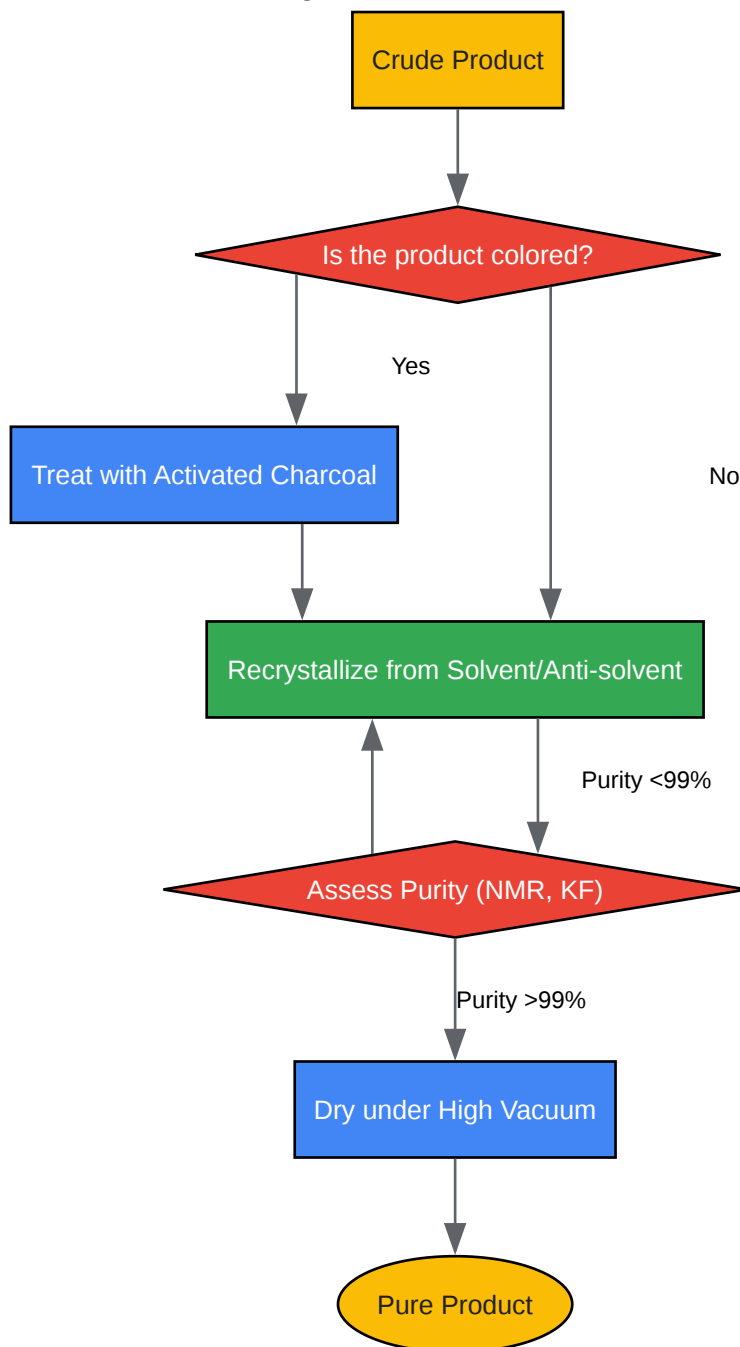 Crude Product
Is the product colored?
Yes
Treat with Activated Charcoal
No
Recrystallize from Solvent/Anti-solvent
Purity <99%
Assess Purity (NMR, KF)
Purity >99%
Dry under High Vacuum
Pure Product